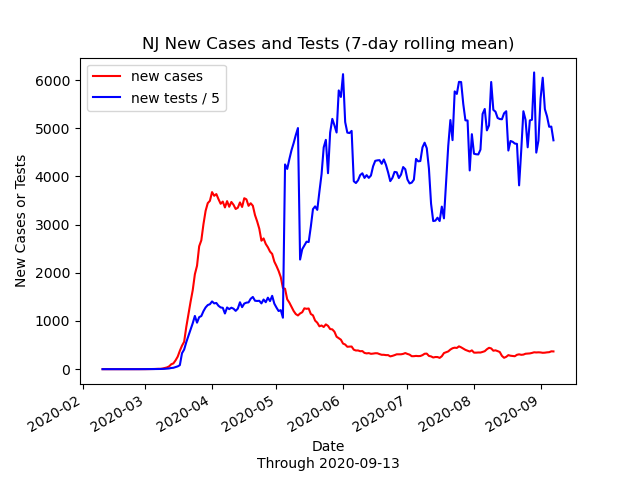 NJ New Cases and Tests (7-day rolling mean)
new cases
new tests / 5
New Cases or Tests
6000
5000
4000
3000
2000
1000
0
2020-02
2020-03
2020-04
2020-05
2020-06
2020-07
2020-08
2020-09
Date
Through 2020-09-13